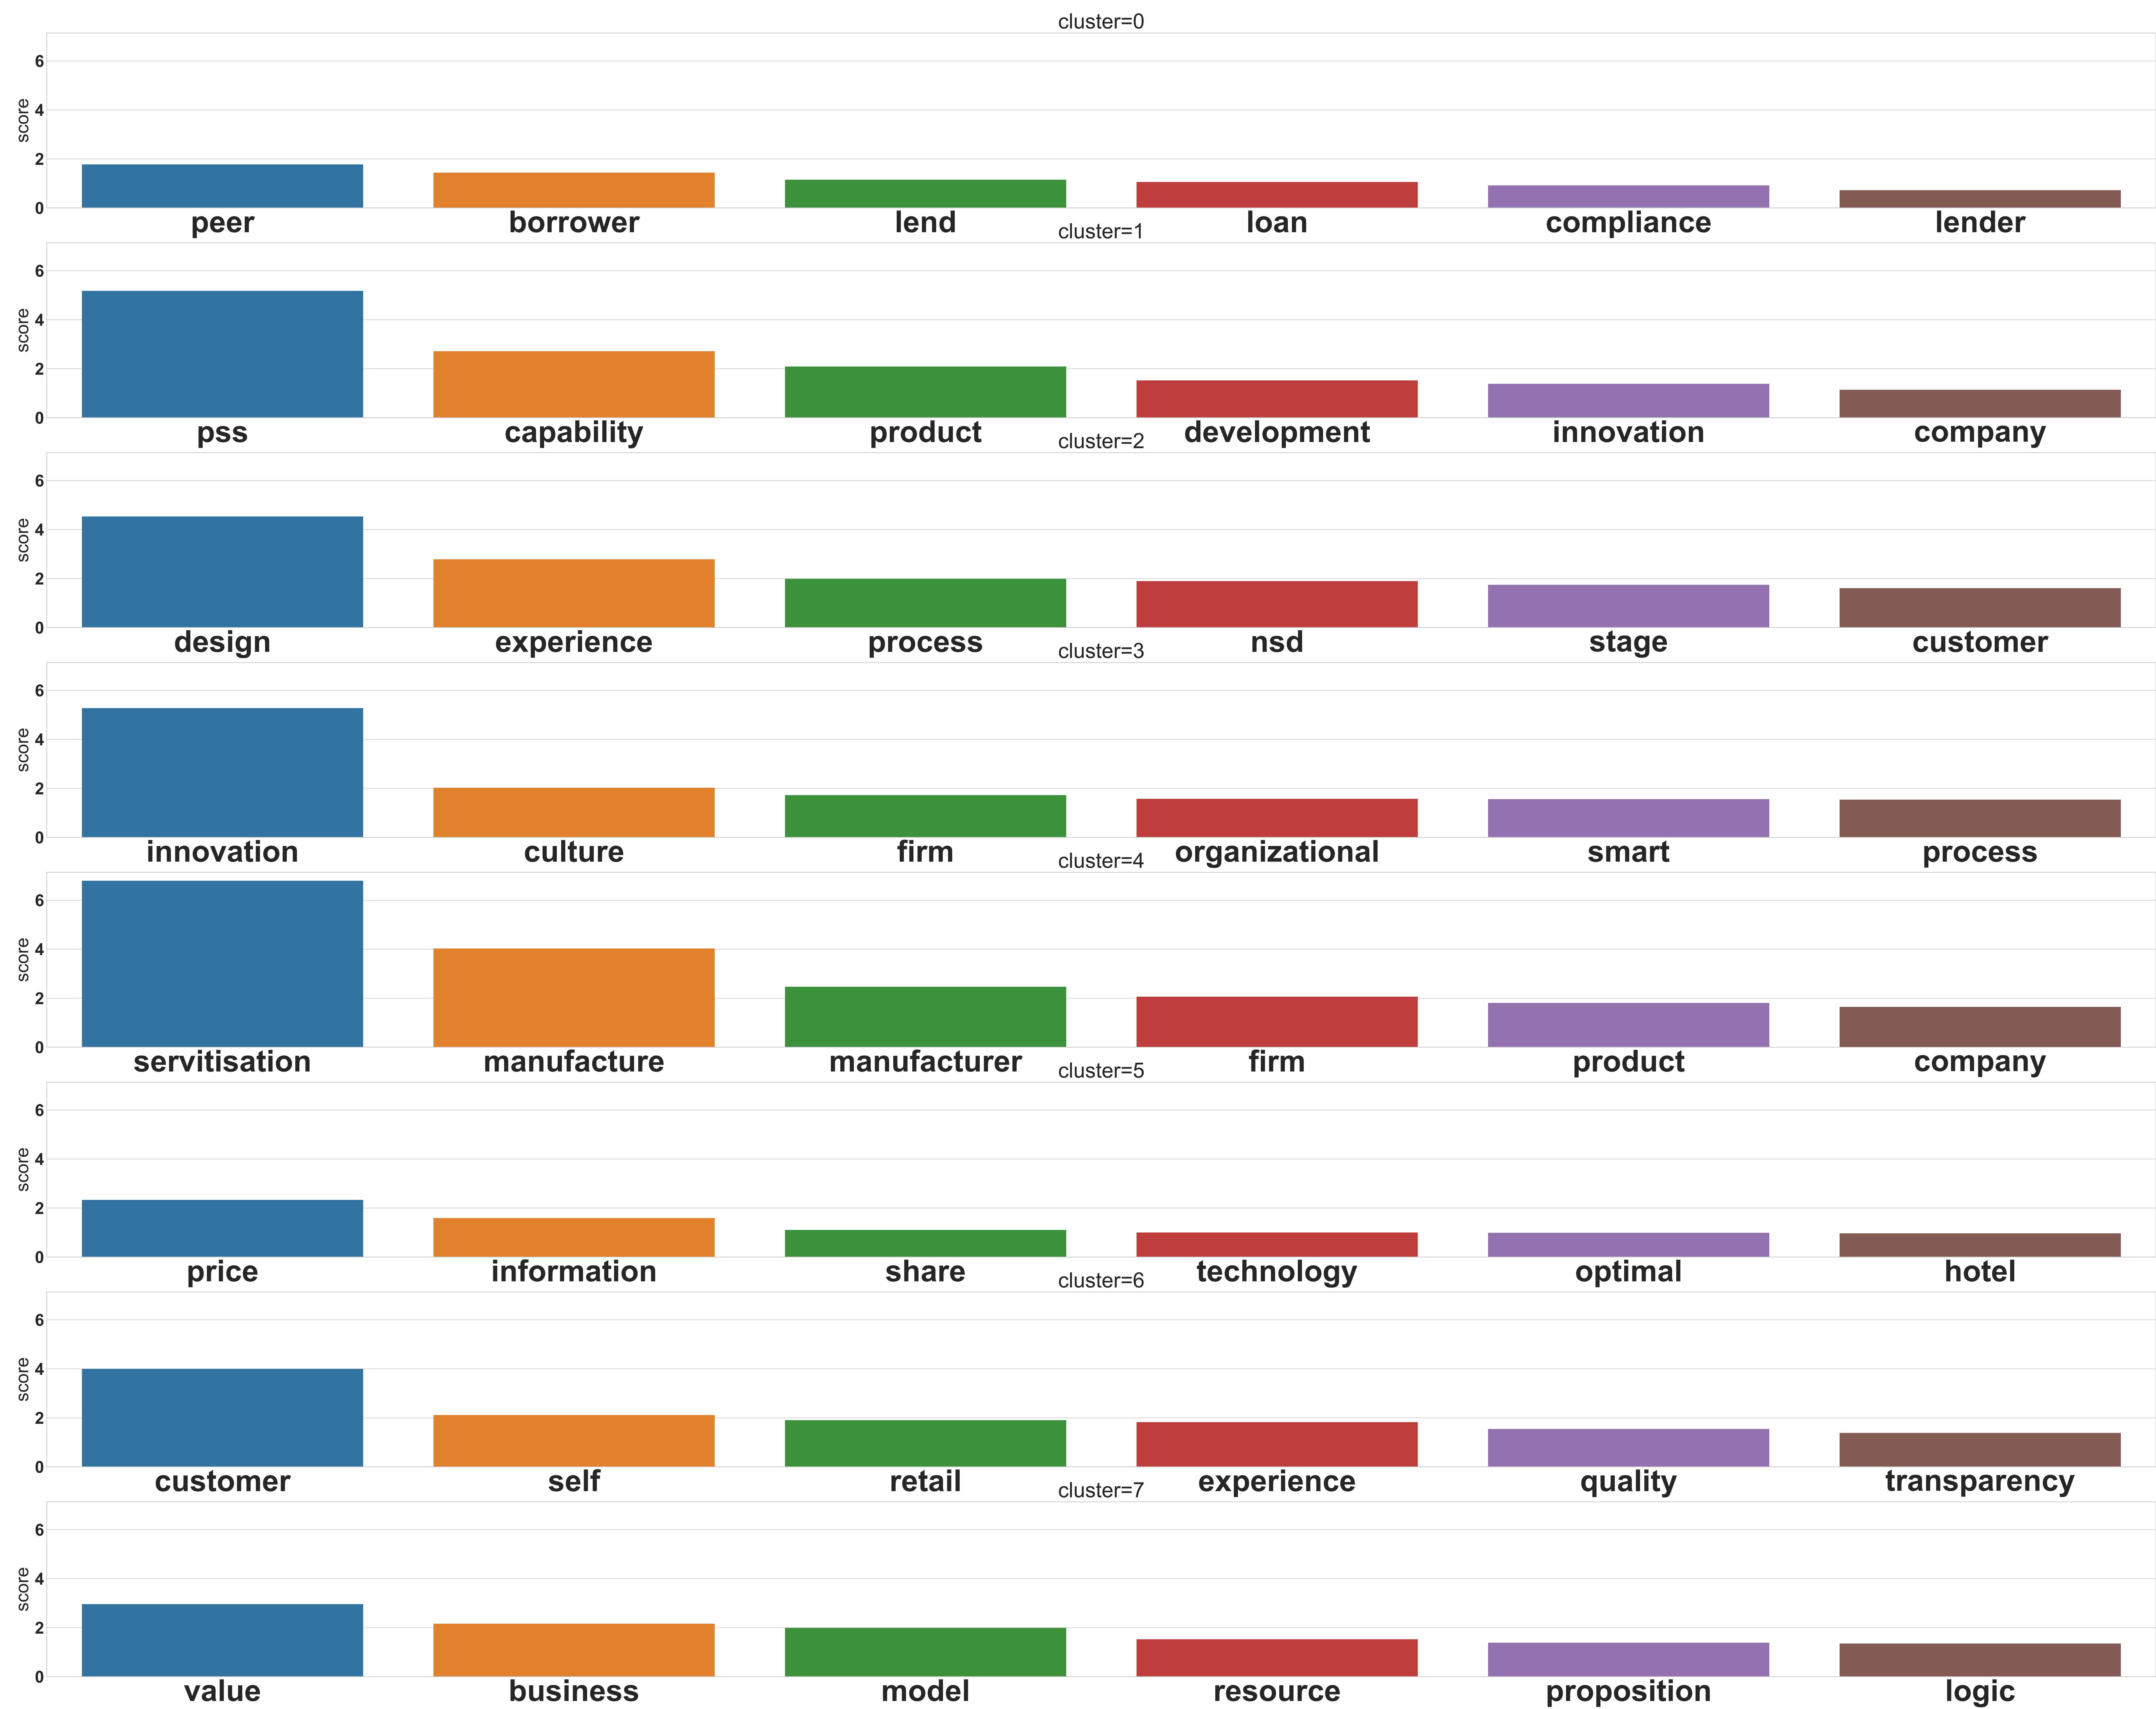 cluster=0
6
4
2
0
score
peer borrower lend loan compliance lender
cluster=1
6
4
2
0
score
pss capability product development innovation company
cluster=2
6
4
2
0
score
design experience process nsd stage customer
cluster=3
6
4
2
0
score
innovation culture firm organizational smart process
cluster=4
6
4
2
0
score
servitisation manufacture manufacturer firm product company
cluster=5
6
4
2
0
score
price information share technology optimal hotel
cluster=6
6
4
2
0
score
customer self retail experience quality transparency
cluster=7
6
4
2
0
score
value business model resource proposition logic